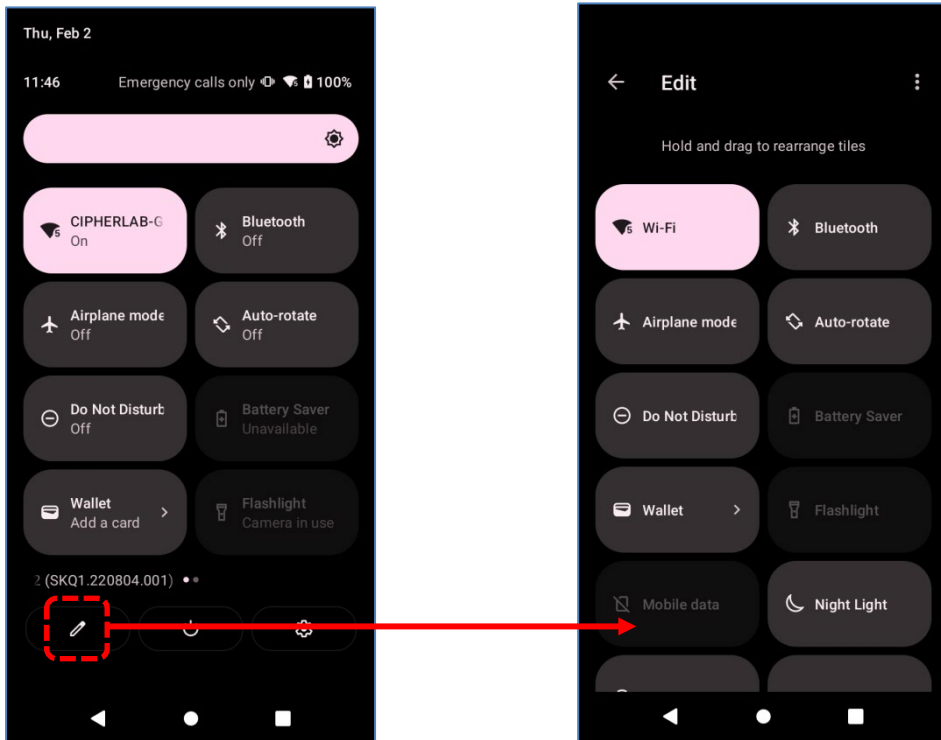 Thu, Feb 2
11:46 Emergency calls only 100%
CIPHERLAB-G
On
Bluetooth
Off
Airplane mode
Off
Auto-rotate
Off
Do Not Disturb
Off
Battery Saver
Unavailable
Wallet
Add a card
Flashlight
Camera in use
2 (SKQ1.220804.001)
Edit
Hold and drag to rearrange tiles
Wi-Fi
Bluetooth
Airplane mode
Auto-rotate
Do Not Disturb
Battery Saver
Wallet
Flashlight
Mobile data
Night Light